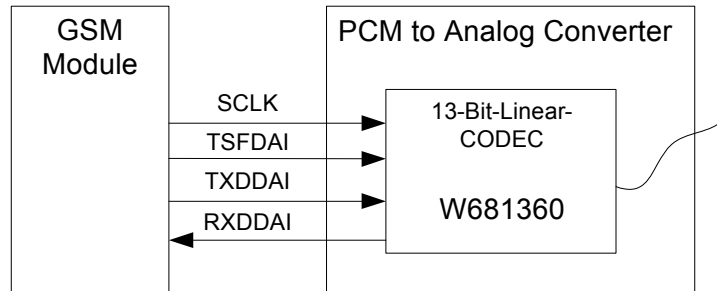 GSM
Module
PCM to Analog Converter
SCLK
TSFDAI
TXDDAI
RXDDAI
13-Bit-Linear-
CODEC
W681360